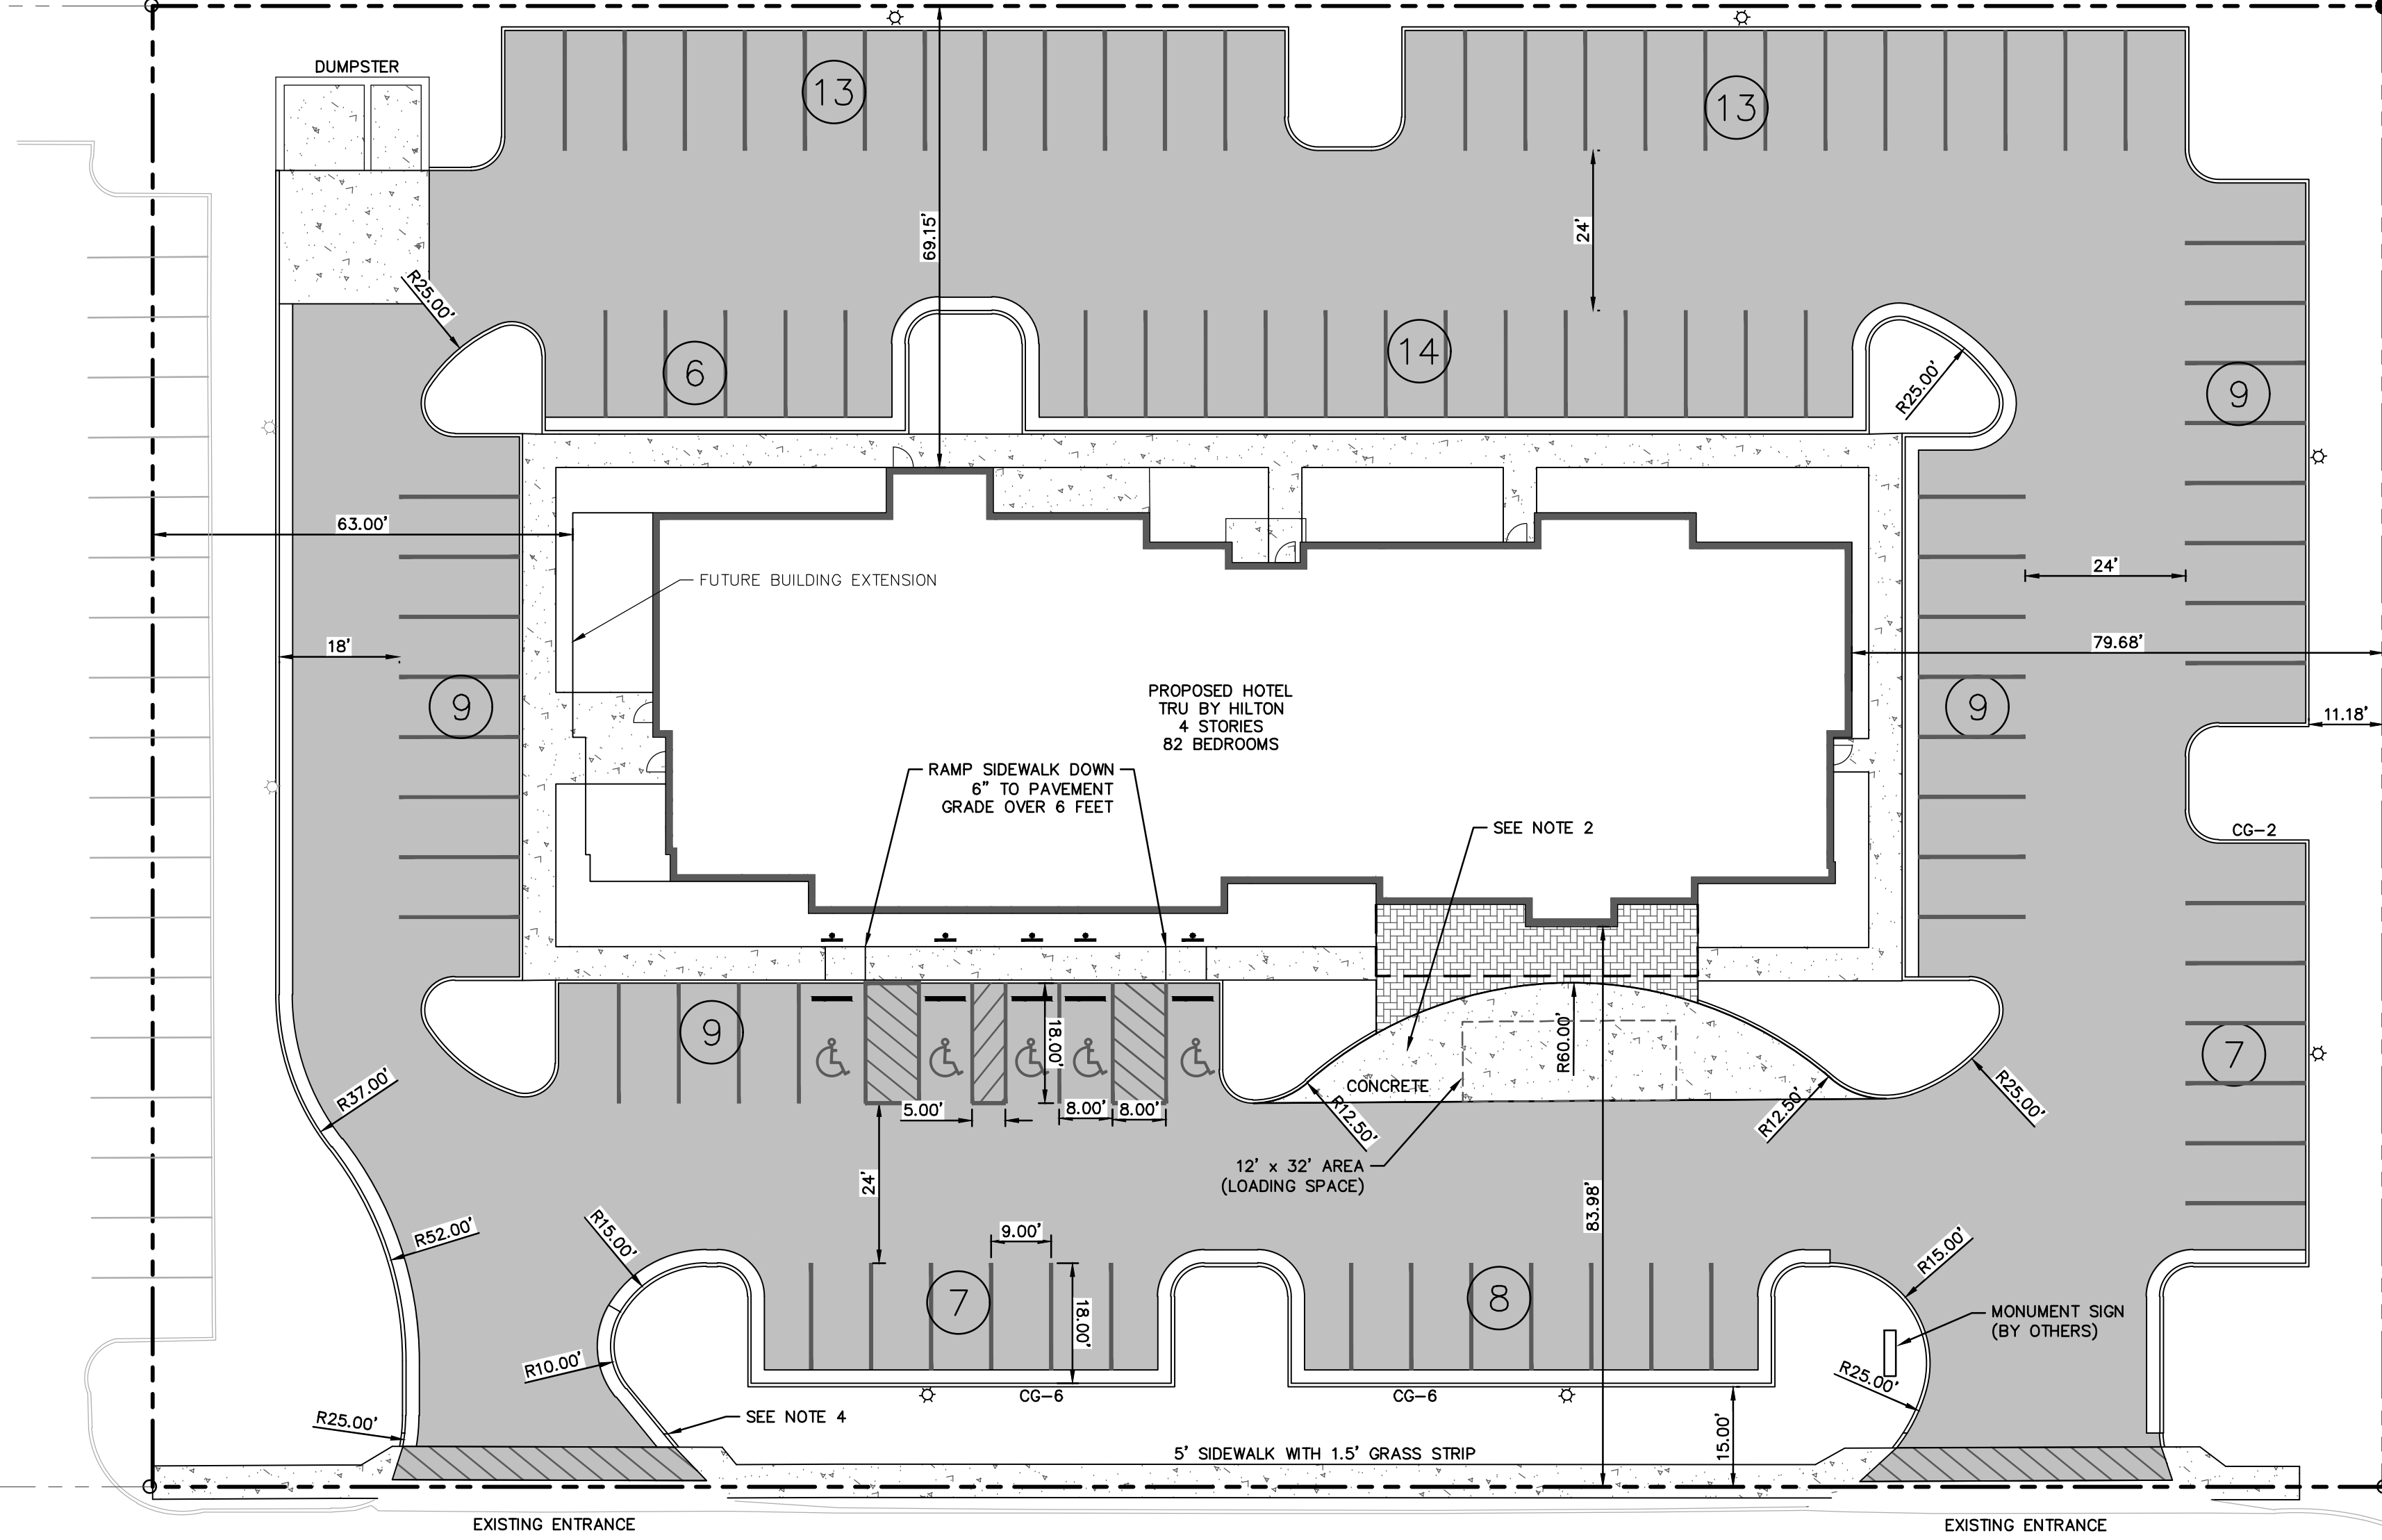 DUMPSTER
13
13
69.15'
24'
R25.00'
6
14
R25.00'
9
63.00'
FUTURE BUILDING EXTENSION
24'
18'
79.68'
9
PROPOSED HOTEL
TRU BY HILTON
4 STORIES
82 BEDROOMS
9
11.18'
RAMP SIDEWALK DOWN
6" TO PAVEMENT
GRADE OVER 6 FEET
SEE NOTE 2
CG-2
9
18.00'
R60.00'
7
CONCRETE
R37.00'
5.00'
8.00'
8.00'
R12.50'
R12.50'
R25.00'
12' x 32' AREA
(LOADING SPACE)
24'
83.98'
R15.00'
R52.00'
9.00'
R15.00'
7
18.00'
8
MONUMENT SIGN
(BY OTHERS)
R10.00'
R25.00'
CG-6
CG-6
R25.00'
SEE NOTE 4
15.00'
5' SIDEWALK WITH 1.5' GRASS STRIP
EXISTING ENTRANCE
EXISTING ENTRANCE